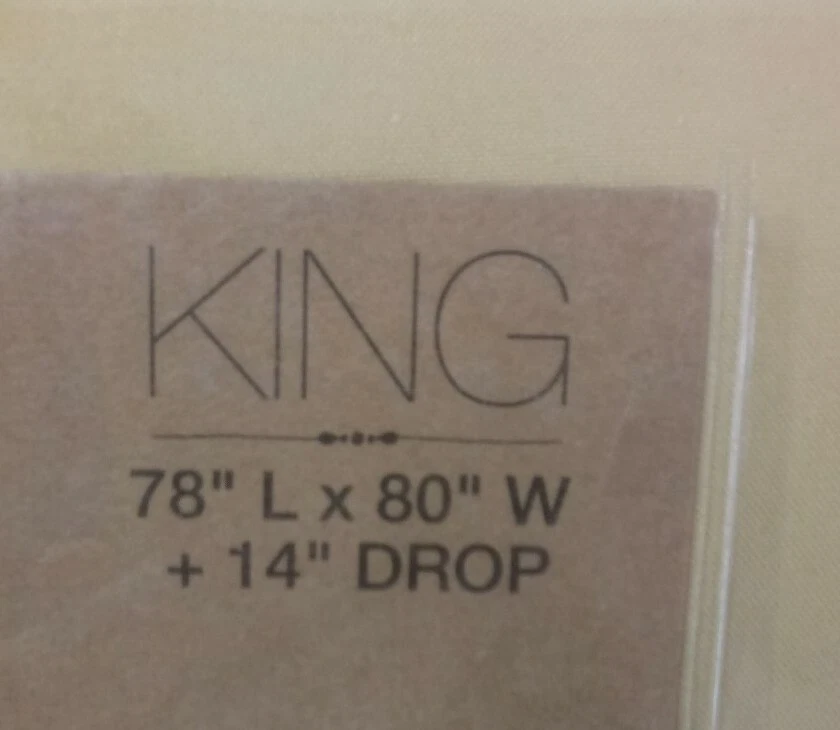 KING
78" L x 80" W
+ 14" DROP